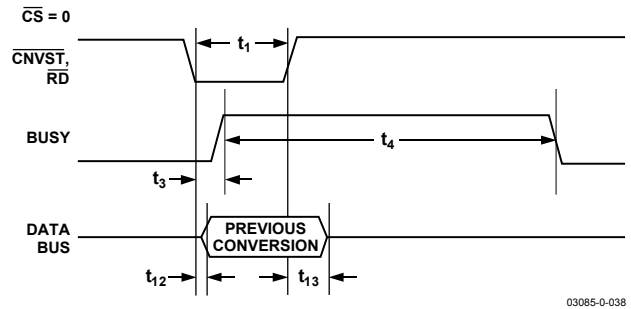 CS = 0
CNVST,
RD
t1
BUSY
t4
t3
DATA
BUS
PREVIOUS
CONVERSION
t12
t13
03085-0-038